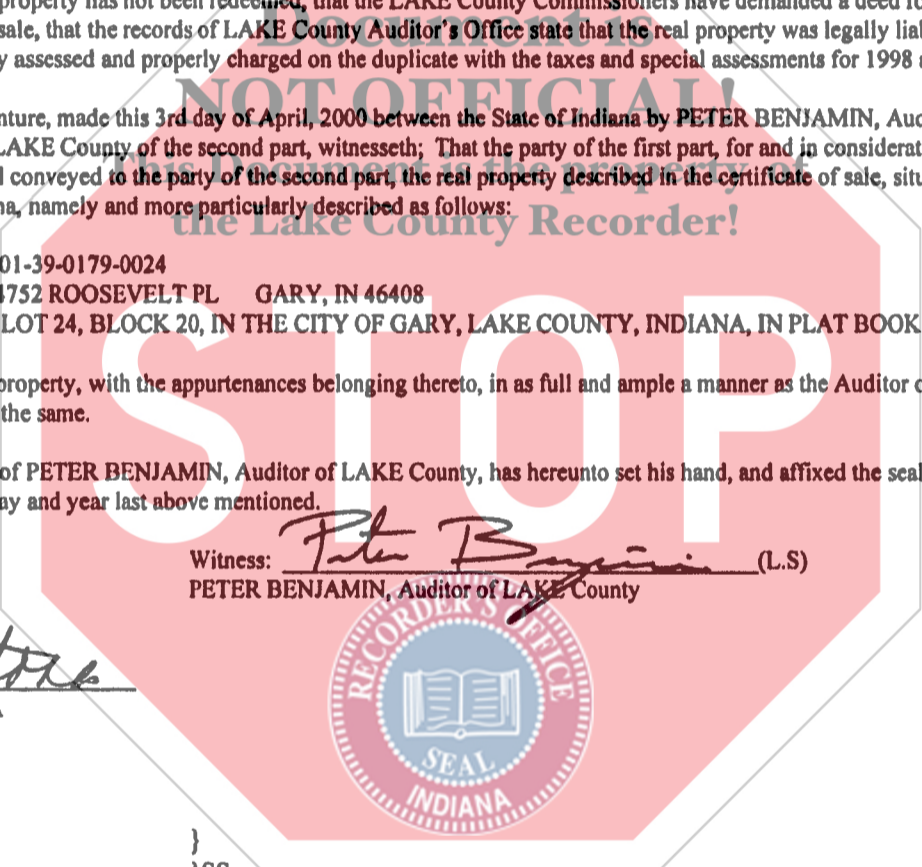 property has not been redeemed, that the LAKE County Commissioners have demanded a deed fo
Document is
sale, that the records of LAKE County Auditor's Office state that the real property was legally liab
y assessed and properly charged on the duplicate with the taxes and special assessments for 1998 a
NOT OFFICIAL!
nture, made this 3rd day of April, 2000 between the State of Indiana by PETER BENJAMIN, Aud
LAKE County of the second part, witnesseth; That the party of the first part, for and in considerat
This Document is the property of
conveyed to the party of the second part, the real property described in the certificate of sale, situ
na, namely and more particularly described as follows:
the Lake County Recorder!
01-39-0179-0024
4752 ROOSEVELT PL GARY, IN 46408
LOT 24, BLOCK 20, IN THE CITY OF GARY, LAKE COUNTY, INDIANA, IN PLAT BOOK
STOP
property, with the appurtenances belonging thereto, in as full and ample a manner as the Auditor o
the same.
of PETER BENJAMIN, Auditor of LAKE County, has hereunto set his hand, and affixed the seal
ay and year last above mentioned.
Witness: Peter Benjamin (L.S)
PETER BENJAMIN, Auditor of LAKE County
RECORDER'S OFFICE
SEAL
INDIANA
}